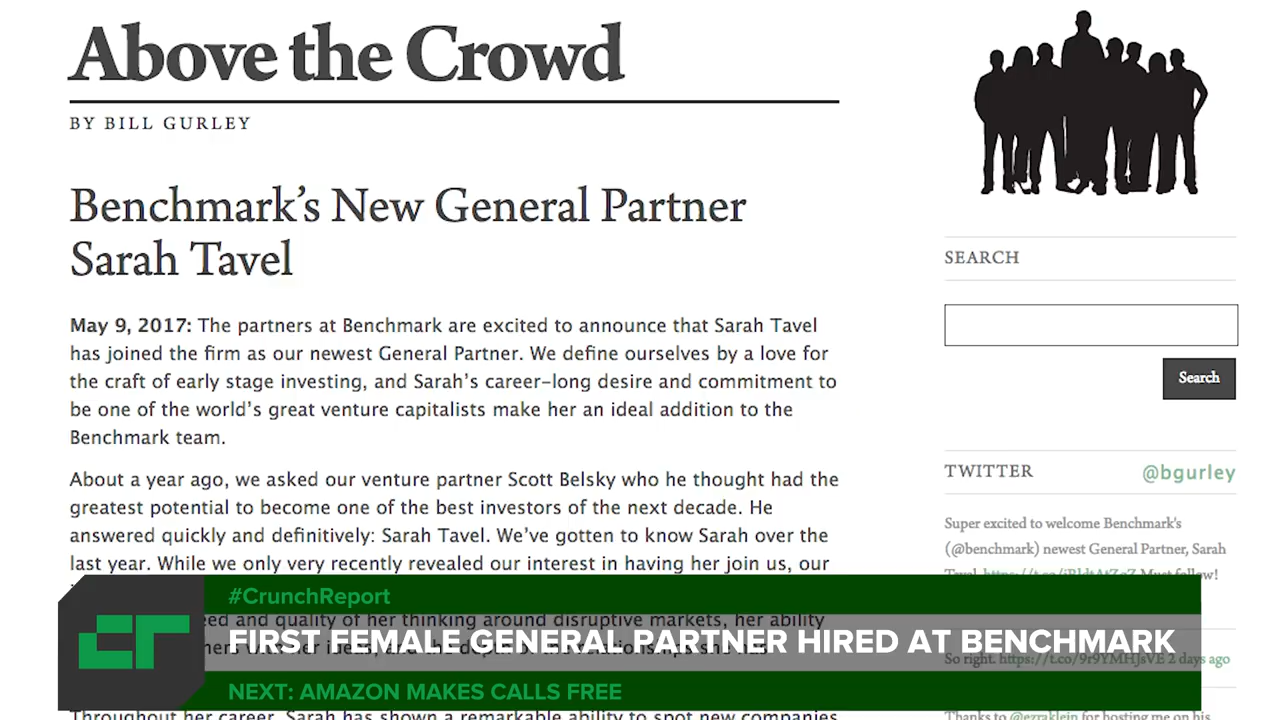 Above the Crowd
BY BILL GURLEY
Benchmark’s New General Partner
Sarah Tavel
May 9, 2017: The partners at Benchmark are excited to announce that Sarah Tavel
has joined the firm as our newest General Partner. We define ourselves by a love for
the craft of early stage investing, and Sarah’s career-long desire and commitment to
be one of the world’s great venture capitalists make her an ideal addition to the
Benchmark team.
About a year ago, we asked our venture partner Scott Belsky who he thought had the
greatest potential to become one of the best investors of the next decade. He
answered quickly and definitively: Sarah Tavel. We’ve gotten to know Sarah over the
last year. While we only very recently revealed our interest in having her join us, our
and quality of her thinking around disruptive markets, her ability
Throughout her career, Sarah has shown a remarkable ability to spot new companies
SEARCH
Search
TWITTER @bgurley
Super excited to welcome Benchmark's
(@benchmark) newest General Partner, Sarah
Tavel. Must follow!
So right. https://t.co/9r9YMHJsVE 2 days ago
Thanks to @ezraklein for hosting me on his
#CrunchReport
CT
FIRST FEMALE GENERAL PARTNER HIRED AT BENCHMARK
NEXT: AMAZON MAKES CALLS FREE